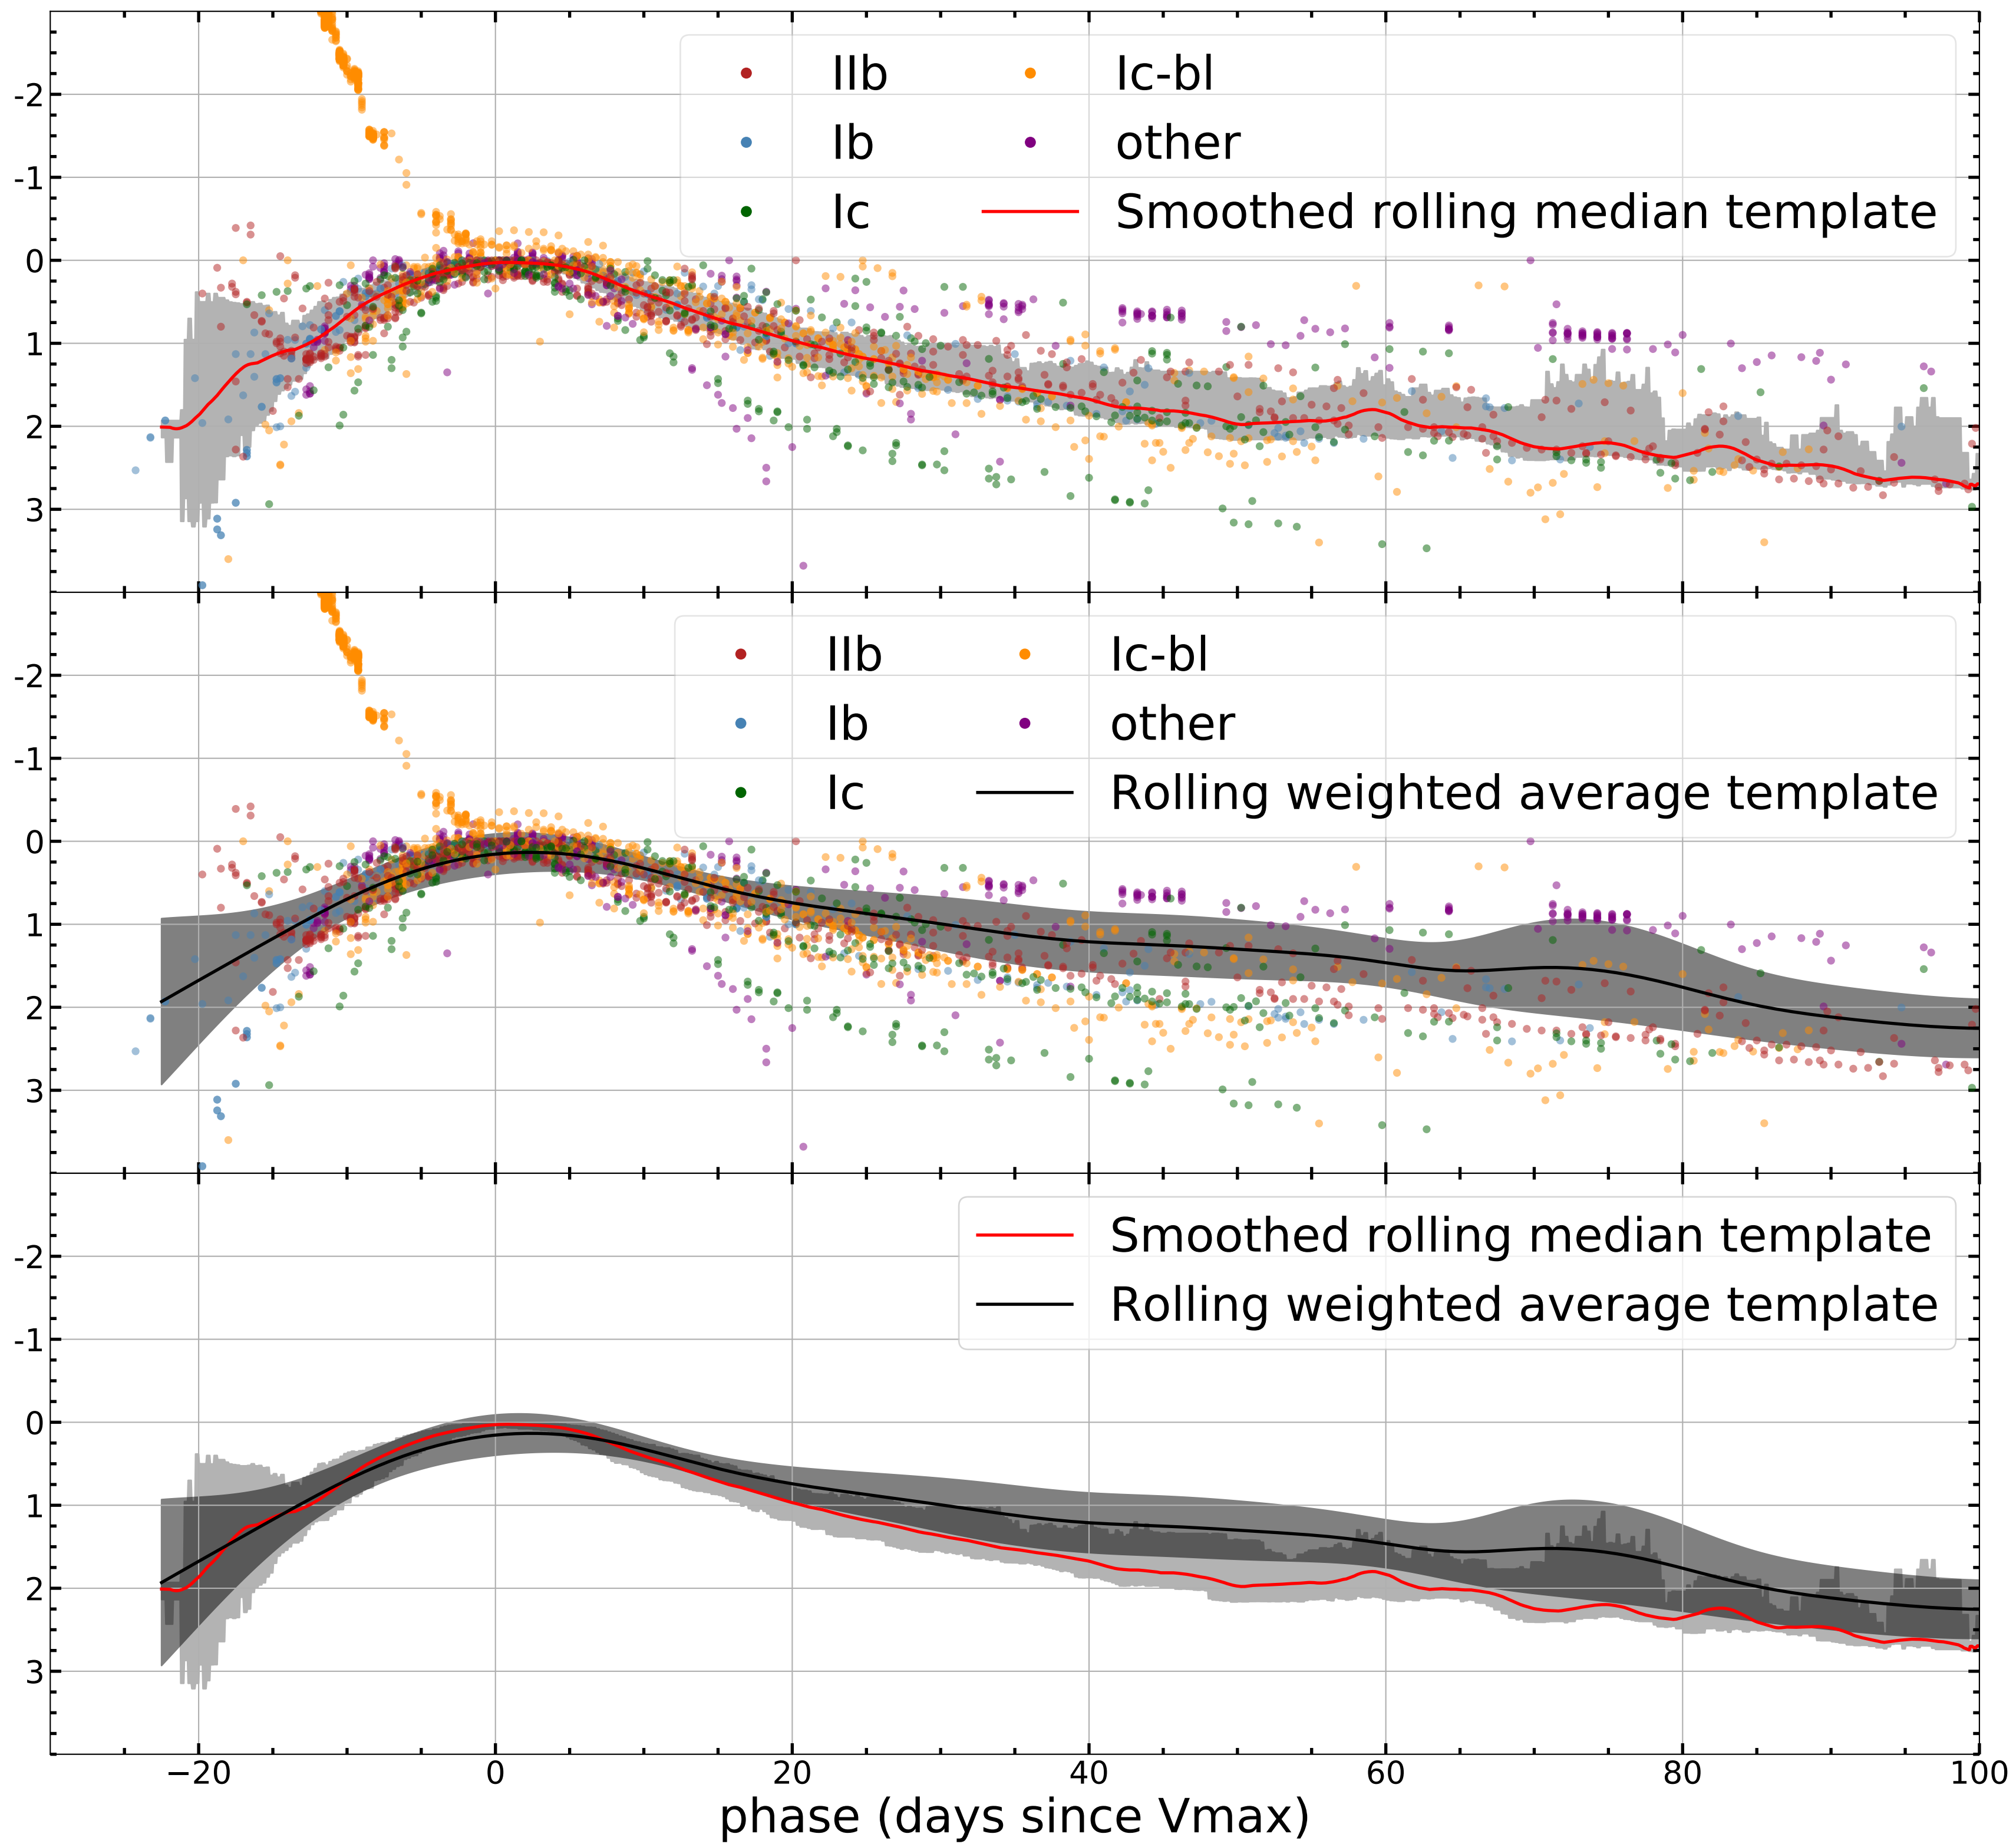 IIb
Ib
Ic
Ic-bl
other
Smoothed rolling median template
-2
-1
0
1
2
3
IIb
Ib
Ic
Ic-bl
other
Rolling weighted average template
-2
-1
0
1
2
3
Smoothed rolling median template
Rolling weighted average template
-2
-1
0
1
2
3
−20 0 20 40 60 80 100
phase (days since Vmax)